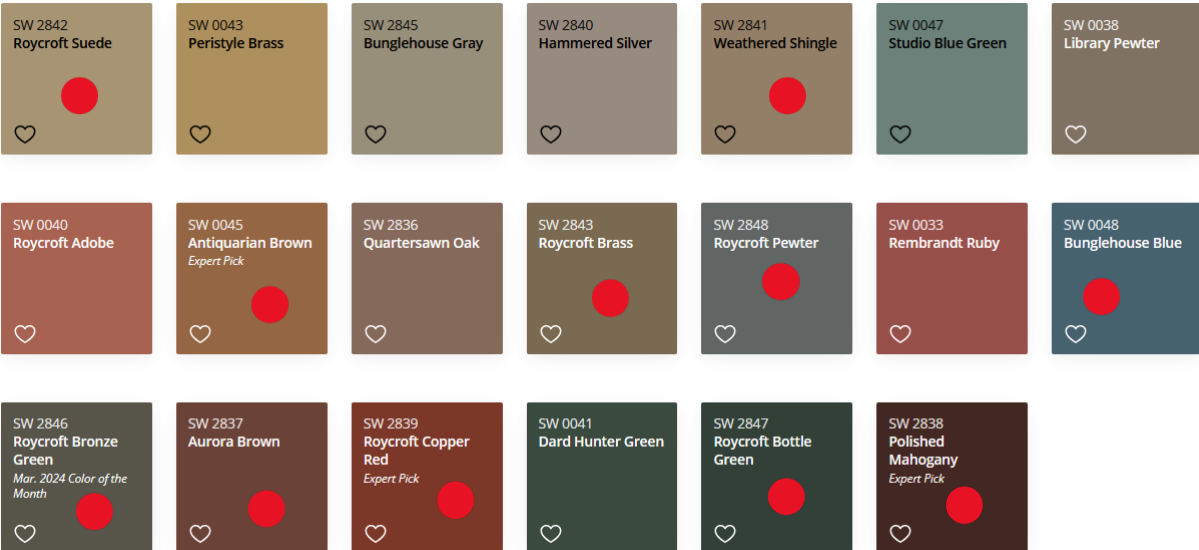 SW 2842
Roycroft Suede
SW 0043
Peristyle Brass
SW 2845
Bunglehouse Gray
SW 2840
Hammered Silver
SW 2841
Weathered Shingle
SW 0047
Studio Blue Green
SW 0038
Library Pewter
SW 0040
Roycroft Adobe
SW 0045
Antiquarian Brown
Expert Pick
SW 2836
Quartersawn Oak
SW 2843
Roycroft Brass
SW 2848
Roycroft Pewter
SW 0033
Rembrandt Ruby
SW 0048
Bunglehouse Blue
SW 2846
Roycroft Bronze
Green
Mar. 2024 Color of the
Month
SW 2837
Aurora Brown
SW 2839
Roycroft Copper
Red
Expert Pick
SW 0041
Dard Hunter Green
SW 2847
Roycroft Bottle
Green
SW 2838
Polished
Mahogany
Expert Pick